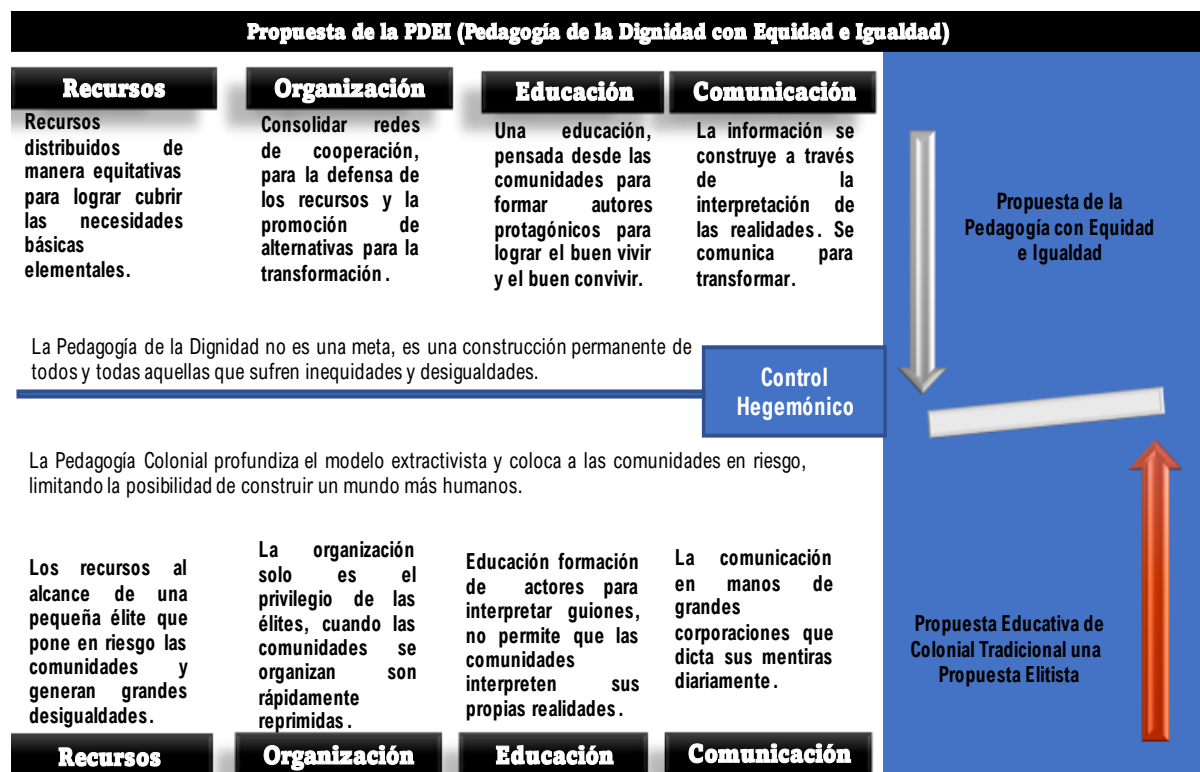 Propuesta de la PDEI (Pedagogía de la Dignidad con Equidad e Igualdad)
Recursos
Recursos
distribuidos de
manera equitativas
para lograr cubrir
las necesidades
básicas
elementales.
Organización
Consolidar redes
de cooperación,
para la defensa de
los recursos y la
promoción de
alternativas para la
transformación.
Educación
Una educación,
pensada desde las
comunidades para
formar autores
protagónicos para
lograr el buen vivir
y el buen convivir.
Comunicación
La información se
construye a través
de la
interpretación de
las realidades. Se
comunica para
transformar.
Propuesta de la
Pedagogía con Equidad
e Igualdad
La Pedagogía de la Dignidad no es una meta, es una construcción permanente de
todos y todas aquellas que sufren inequidades y desigualdades.
Control
Hegemónico
La Pedagogía Colonial profundiza el modelo extractivista y coloca a las comunidades en riesgo,
limitando la posibilidad de construir un mundo más humanos.
Los recursos al
alcance de una
pequeña élite que
pone en riesgo las
comunidades y
generan grandes
desigualdades.
Recursos
La organización
solo es el
privilegio de las
élites, cuando las
comunidades se
organizan son
rápidamente
reprimidas.
Organización
Educación formación
de actores para
interpretar guiones,
no permite que las
comunidades
interpreten sus
propias realidades.
Educación
La comunicación
en manos de
grandes
corporaciones que
dicta sus mentiras
diariamente.
Comunicación
Propuesta Educativa de
Colonial Tradicional una
Propuesta Elitista